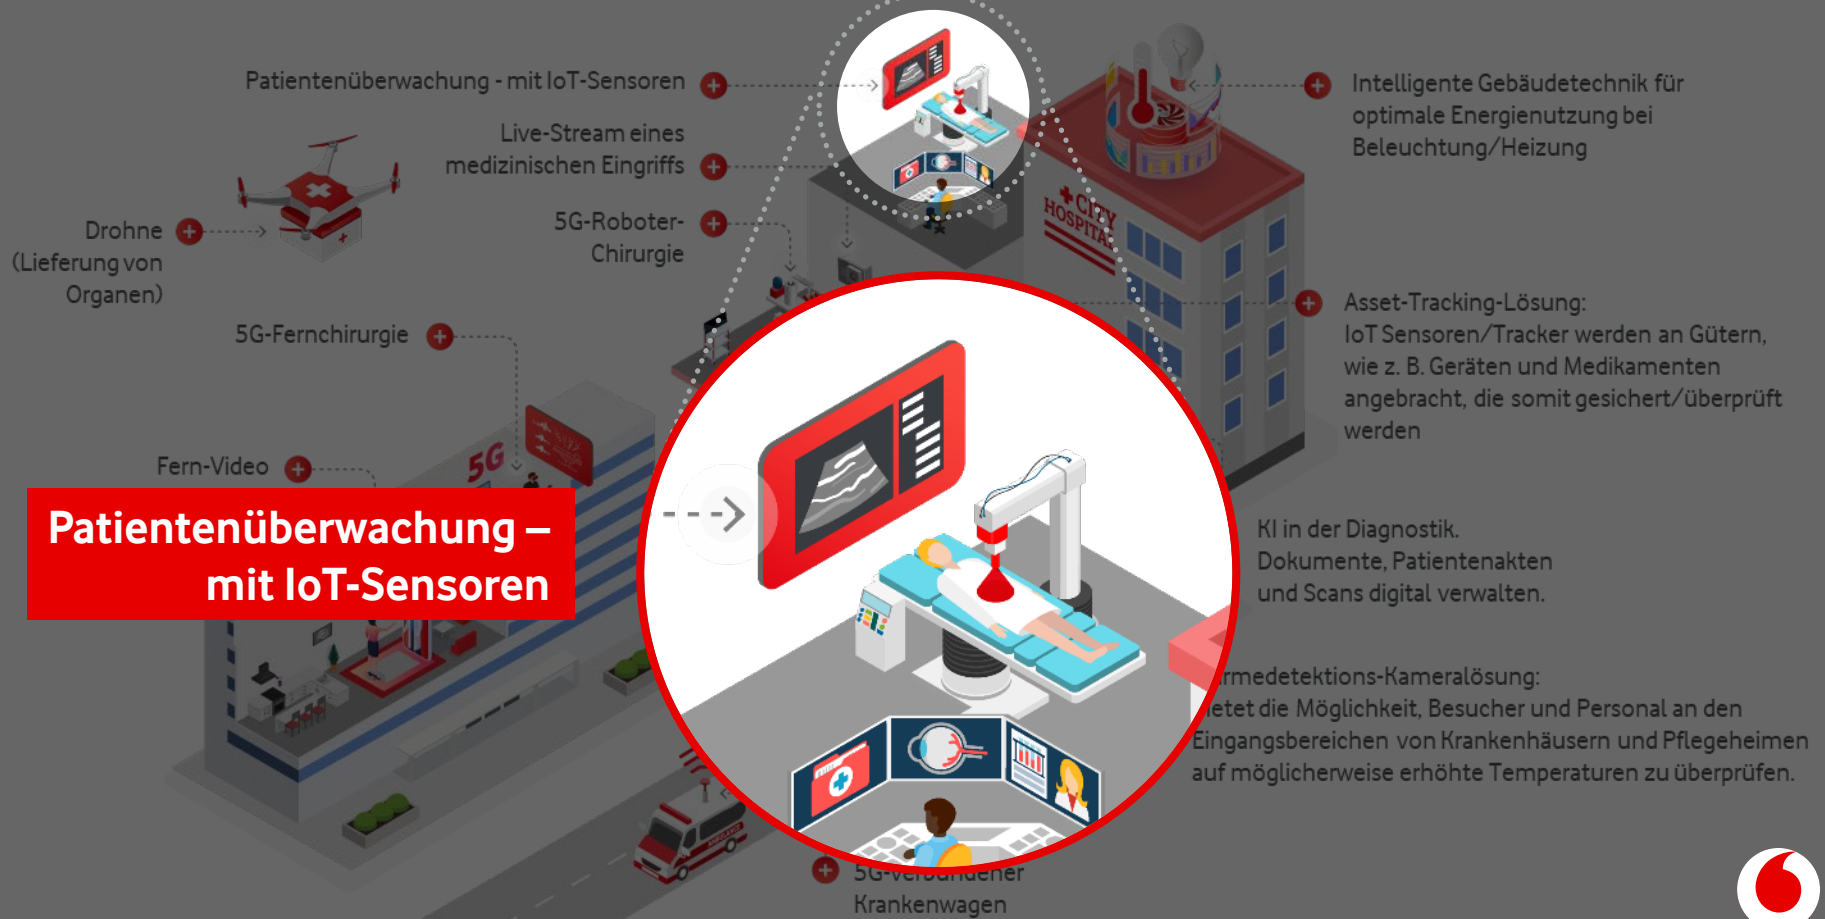 Patientenüberwachung - mit IoT-Sensoren
Live-Stream eines
medizinischen Eingriffs
5G-Roboter-
Chirurgie
Drohne
(Lieferung von
Organen)
5G-Fernchirurgie
Fern-Video
5G
Patientenüberwachung –
mit IoT-Sensoren
CITY
HOSPITAL
Intelligente Gebäudetechnik für
optimale Energienutzung bei
Beleuchtung/Heizung
Asset-Tracking-Lösung:
IoT Sensoren/Tracker werden an Gütern,
wie z. B. Geräten und Medikamenten
angebracht, die somit gesichert/überprüft
werden
KI in der Diagnostik.
Dokumente, Patientenakten
und Scans digital verwalten.
rmedetektions-Kameralösung:
ietet die Möglichkeit, Besucher und Personal an den
Eingangsbereichen von Krankenhäusern und Pflegeheimen
auf möglicherweise erhöhte Temperaturen zu überprüfen.
AMBULANCE
5G-verbundener
Krankenwagen